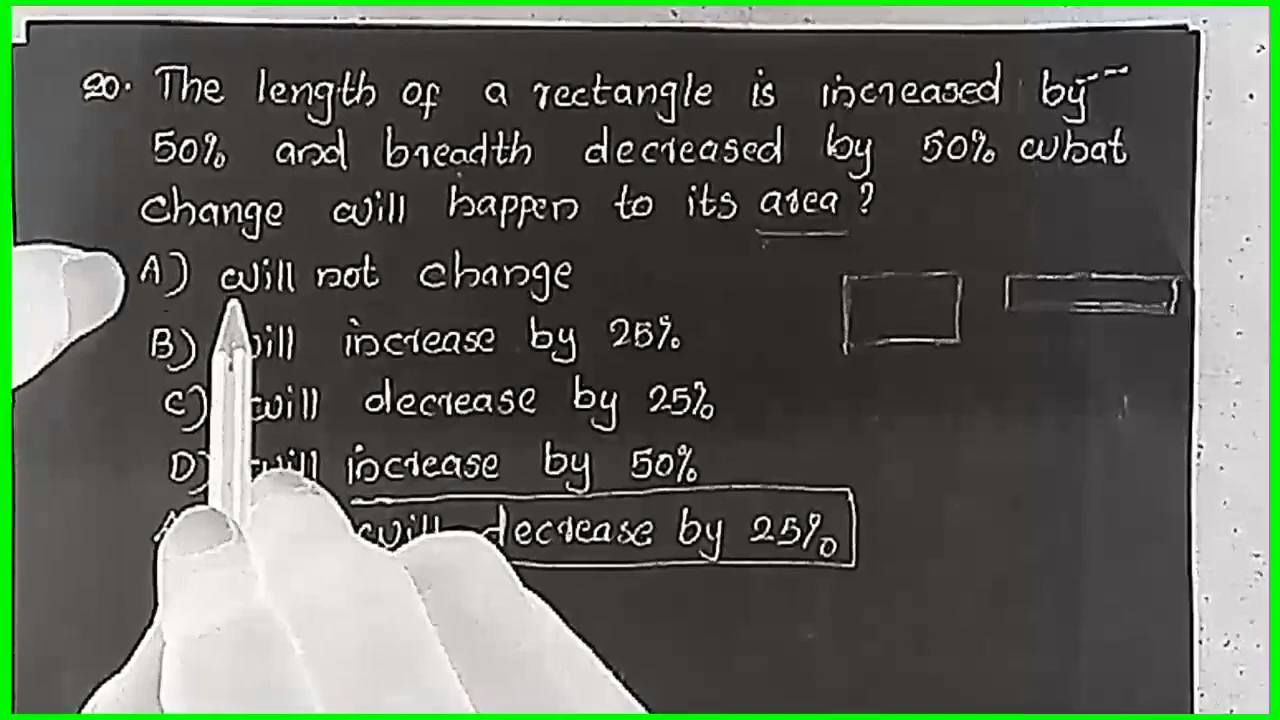 20. The length of a rectangle is increased by
50% and breadth decreased by 50% what
change will happen to its area ?
A) will not change
B) will increase by 25%
C) will decrease by 25%
D) will increase by 50%
will decrease by 25%